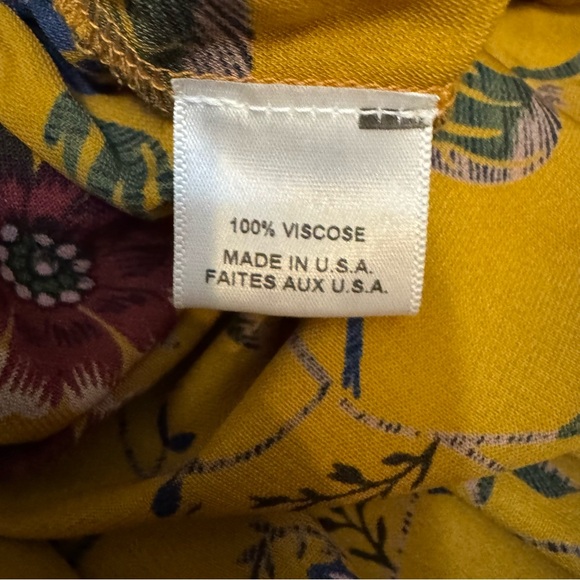 100% VISCOSE
MADE IN U.S.A.
FAITES AUX U.S.A.